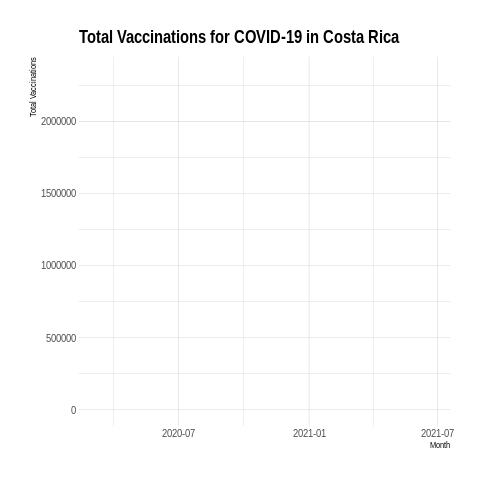 Total Vaccinations for COVID-19 in Costa Rica
Total Vaccinations
2000000
1500000
1000000
500000
0
2020-07
2021-01
2021-07
Month